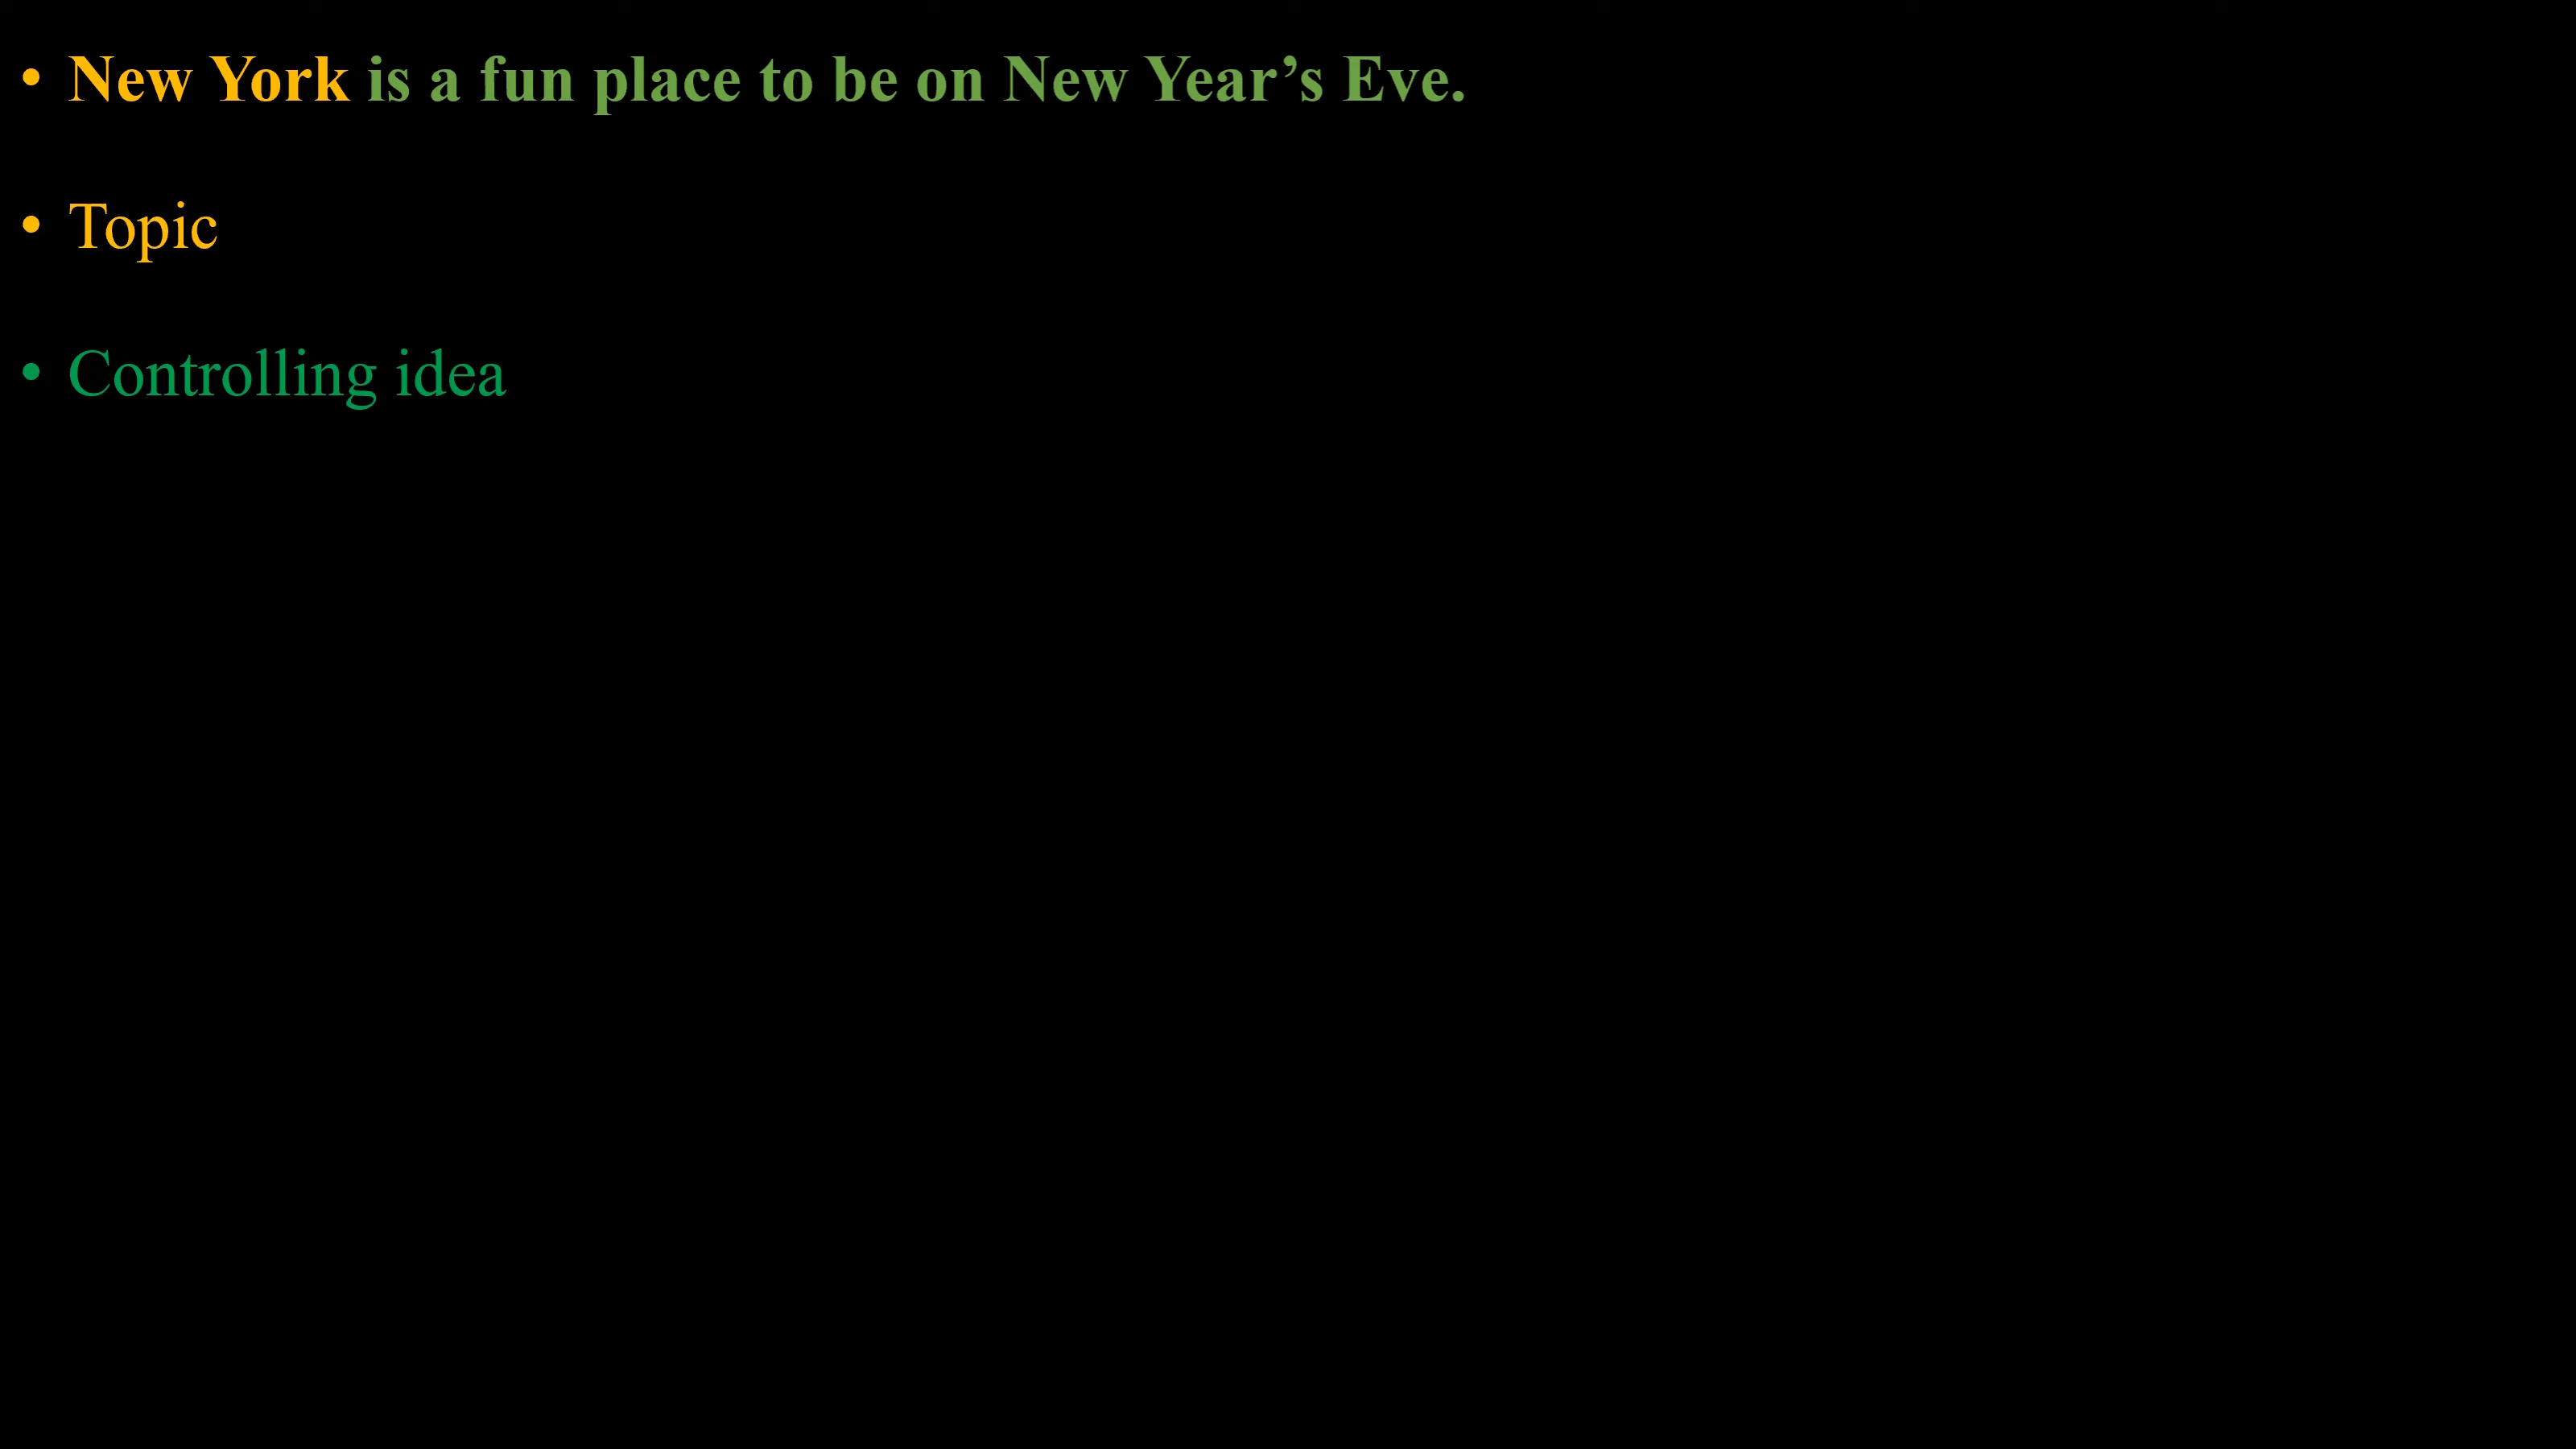 • New York is a fun place to be on New Year’s Eve.
• Topic
• Controlling idea